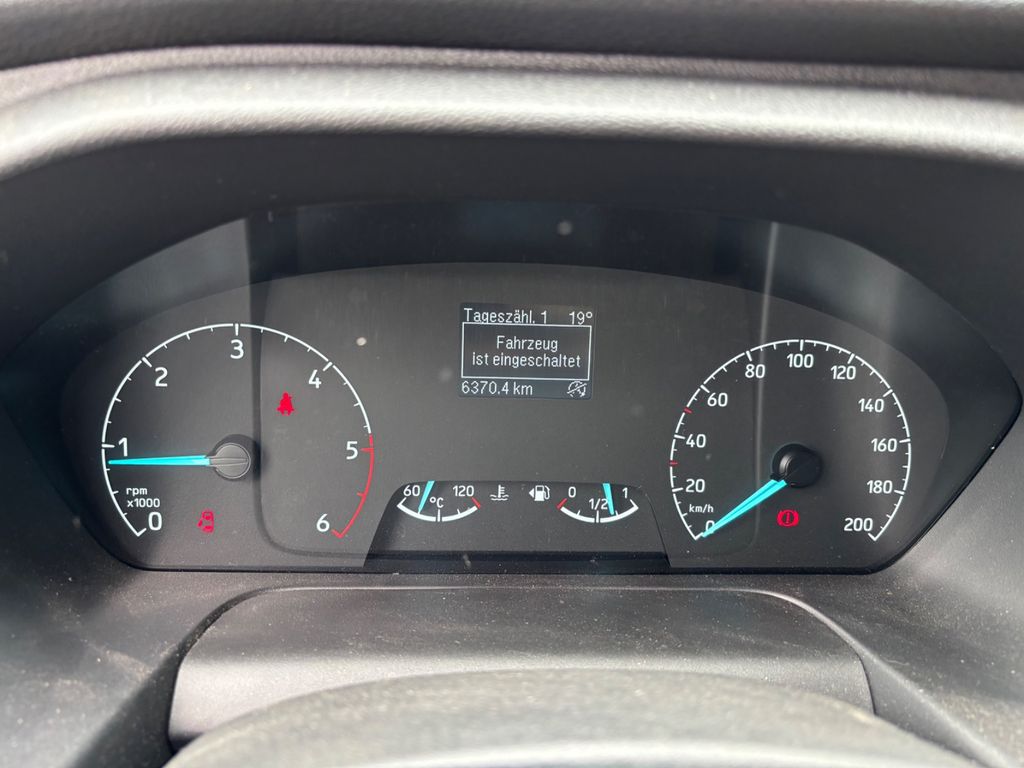 Tageszähl. 1 19°
Fahrzeug
ist eingeschaltet
6370.4 km
0
1
2
3
4
5
6
rpm
x1000
60 120
°C
0 1/2 1
0
20
40
60
80
100
120
140
160
180
200
km/h